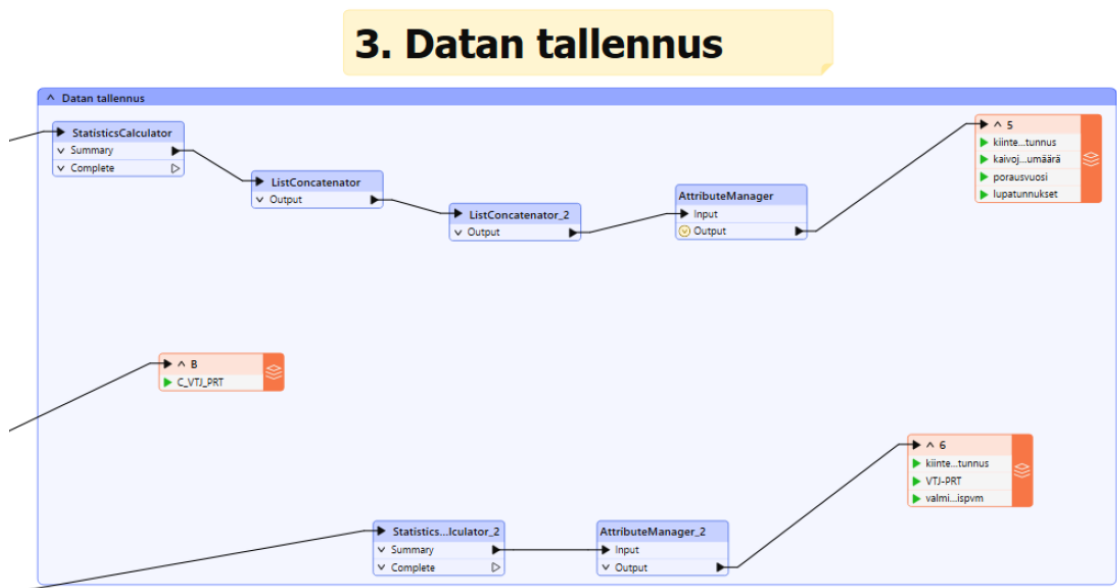 3. Datan tallennus
Datan tallennus
StatisticsCalculator
Summary
Complete
ListConcatenator
Output
ListConcatenator_2
Output
AttributeManager
Input
Output
5
kiinte...tunnus
kaivoj...umäärä
porausvuosi
lupatunnukset
B
C_VTJ_PRT
Statistics...lculator_2
Summary
Complete
AttributeManager_2
Input
Output
6
kiinte...tunnus
VTJ-PRT
valmi...ispvm